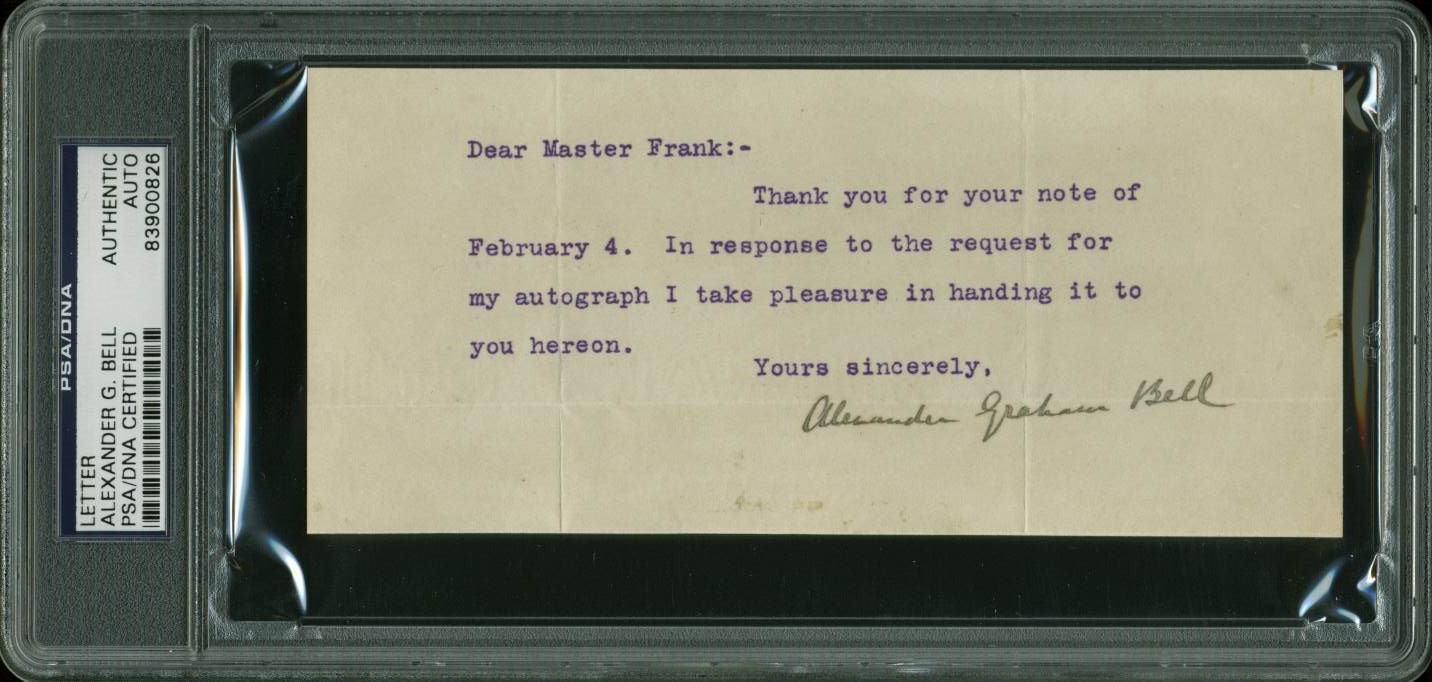 PSA/DNA
LETTER
ALEXANDER G. BELL
PSA/DNA CERTIFIED
AUTHENTIC
AUTO
83900826
Dear Master Frank:-
Thank you for your note of
February 4. In response to the request for
my autograph I take pleasure in handing it to
you hereon.
Yours sincerely,
Alexander Graham Bell